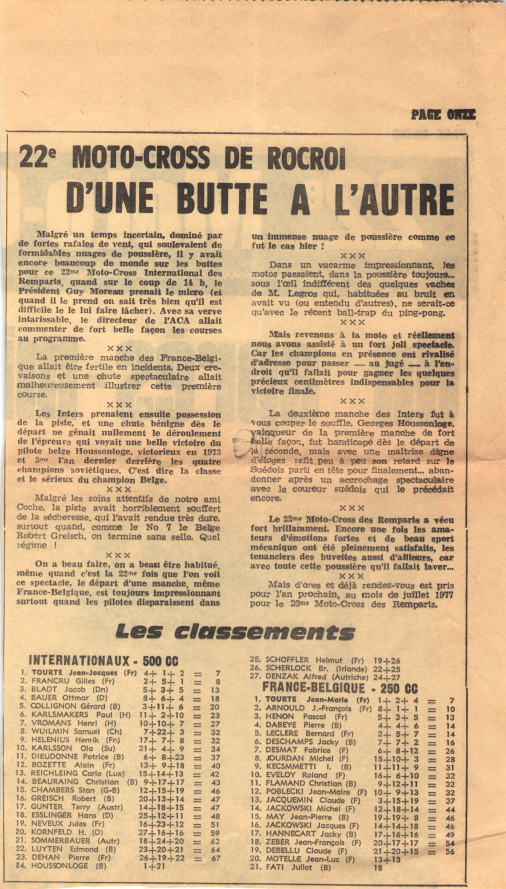 PAGE ONZE
22e MOTO-CROSS DE ROCROI
D'UNE BUTTE A L'AUTRE
Malgré un temps incertain, dominé par
de fortes rafales de vent, qui soulevaient de
formidables nuages de poussière, il y avait
encore beaucoup de monde sur les buttes
pour ce 22me Moto-Cross International des
Remparts, quand sur le coup de 14 h, le
Président Guy Moreau prenait le micro (et
quand il le prend on sait très bien qu'il est
difficile de le lui faire lâcher). Avec sa verve
intarissable, le directeur de l'ACA allait
commenter de fort belle façon les courses
au programme.
×××
La première manche des France-Belgi-
que allait être fertile en incidents. Deux cre-
vaisons et une chute spectaculaire allait
malheureusement illustrer cette première
course.
×××
Les Inters prenaient ensuite possession
de la piste, et une chute bénigne dès le
départ ne gênait nullement le déroulement
de l'épreuve qui voyait une belle victoire du
pilote belge Houssonloge, victorieux en 1973
et 5me l'an dernier derrière les quatre
champions soviétiques. C'est dire la classe
et le sérieux du champion Belge.
×××
Malgré les soins attentifs de notre ami
Coche, la piste avait horriblement souffert
de la sécheresse, qui l'avait rendue très dure.
surtout quand, comme le No 7 le Belge
Robert Greisch, on termine sans selle. Quel
régime !
×××
On a beau faire, on a beau être habitué,
même quand c'est la 22me fois que l'on voit
ce spectacle, le départ d'une manche, même
France-Belgique, est toujours impressionnant
surtout quand les pilotes disparaissent dans
un immense nuage de poussière comme ce
fut le cas hier !
×××
Dans un vacarme impressionnant, les
motos passaient, dans la poussière toujours...
sous l'œil indifférent des quelques vaches
de M. Legros qui, habituées au bruit en
avait vu (ou entendu d'autres), ne serait-ce
qu'avec le récent ball-trap du ping-pong.
×××
Mais revenons à la moto et réellement
nous avons assisté à un fort joli spectacle.
Car les champions en présence ont rivalisé
d'adresse pour passer — au jugé — à l'en-
droit qu'il fallait pour gagner les quelques
précieux centimètres indispensables pour la
victoire finale.
×××
La deuxième manche des Inters fut à
vous couper le souffle. Georges Houssonloge,
vainqueur de la première manche de fort
belle façon, fut handicapé dès le départ de
la seconde, mais avec une maîtrise digne
d'éloges refit peu à peu son retard sur le
Suédois parti en tête pour finalement... aban-
donner après un accrochage spectaculaire
avec le coureur suédois qui le précédait
encore.
×××
Le 22me Moto-Cross des Remparts a vécu
fort brillamment. Encore une fois les ama-
teurs d'émotions fortes et de beau sport
mécanique ont été pleinement satisfaits, les
tenanciers des buvettes aussi d'ailleurs, car
avec toute cette poussière qu'il fallait laver...
×××
Mais d'ores et déjà rendez-vous est pris
pour l'an prochain, au mois de juillet 1977
pour le 23me Moto-Cross des Remparts.
Les classements
INTERNATIONAUX - 500 CC
1. TOURTE Jean-Jacques (Fr) 4+ 1+ 2 = 7
2. FRANCRU Gilles (Fr) 2+ 5+ 1 = 8
3. BLADT Jacob (Dn) 5+ 3+ 5 = 13
4. BAUER Ottmar (D) 8+ 6+ 4 = 18
5. COLLIGNON Gérard (B) 3+11+ 6 = 20
6. KARLSMAKERS Paul (H) 11+ 2+10 = 23
7. VROMANS Henri (H) 10+10+ 7 = 27
8. WUILMIN Samuel (Ch) 7+22+ 3 = 32
9. HELENIUS Henrik (Fn) 17+ 7+ 8 = 32
10. KARLSSON Ola (Su) 21+ 4+ 9 = 34
11. DIEUDONNE Patrice (B) 6+ 8+23 = 37
12. BOZETTE Alain (Fr) 13+ 9+18 = 40
13. REICHLEING Carlo (Lux) 15+14+13 = 42
14. BEAURAING Christian (B) 9+17+17 = 43
15. CHAMBERS Stan (G-B) 12+15+19 = 46
16. GREISCH Robert (B) 20+13+14 = 47
17. GUNTER Terry (Austr) 14+18+15 = 47
18. ESSLINGER Hans (D) 25+12+11 = 48
19. NEVEUX Jules (Fr) 16+23+12 = 51
20. KORNFELD H. (D) 27+16+16 = 59
21. SOMMERBAUER (Autr) 18+24+20 = 62
22. LUYTEN Edmond (B) 23+20+21 = 64
23. DEHAN Pierre (Fr) 26+19+22 = 67
24. HOUSSONLOGE (B) 1+21
25. SCHOFFLER Helmut (Fr) 19+26
26. SCHERLOCK Br. (Irlande) 22+25
27. DENZAK Alfred (Autriche) 24+27
FRANCE-BELGIQUE - 250 CC
1. TOURTE Jean-Marie (Fr) 1+ 2+ 4 = 7
2. ARNOULD J.-François (Fr) 8+ 1+ 1 = 10
3. HENON Pascal (Fr) 5+ 3+ 5 = 13
4. DABEYE Pierre (B) 4+ 4+ 6 = 14
5. LECLERE Bernard (Fr) 2+ 5+ 7 = 14
6. DESCHAMPS Jacky (B) 7+ 7+ 2 = 16
7. DESMAT Fabrice (F) 6+ 8+12 = 26
8. JOURDAN Michel (F) 15+10+ 3 = 28
9. KECSMMETTI I. (B) 11+11+ 9 = 31
10. EVELOY Roland (F) 16+ 6+10 = 32
11. FLAMAND Christian (B) 9+12+11 = 32
12. POBLECKI Jean-Maire (F) 10+ 9+13 = 32
13. JACQUEMIN Claude (F) 3+15+19 = 37
14. JACKOWSKI Michel (F) 12+18+14 = 44
15. MAY Jean-Pierre (B) 19+19+ 8 = 46
16. JACKOWSKI Jacques (F) 14+14+18 = 46
17. HANNECART Jacky (B) 17+16+16 = 49
18. ZEBER Jean-François (F) 20+17+17 = 54
19. DEBELLU Claude (F) 21+20+15 = 56
20. MOTELLE Jean-Luc (F) 13+13
21. FATI Juliot (B) 18